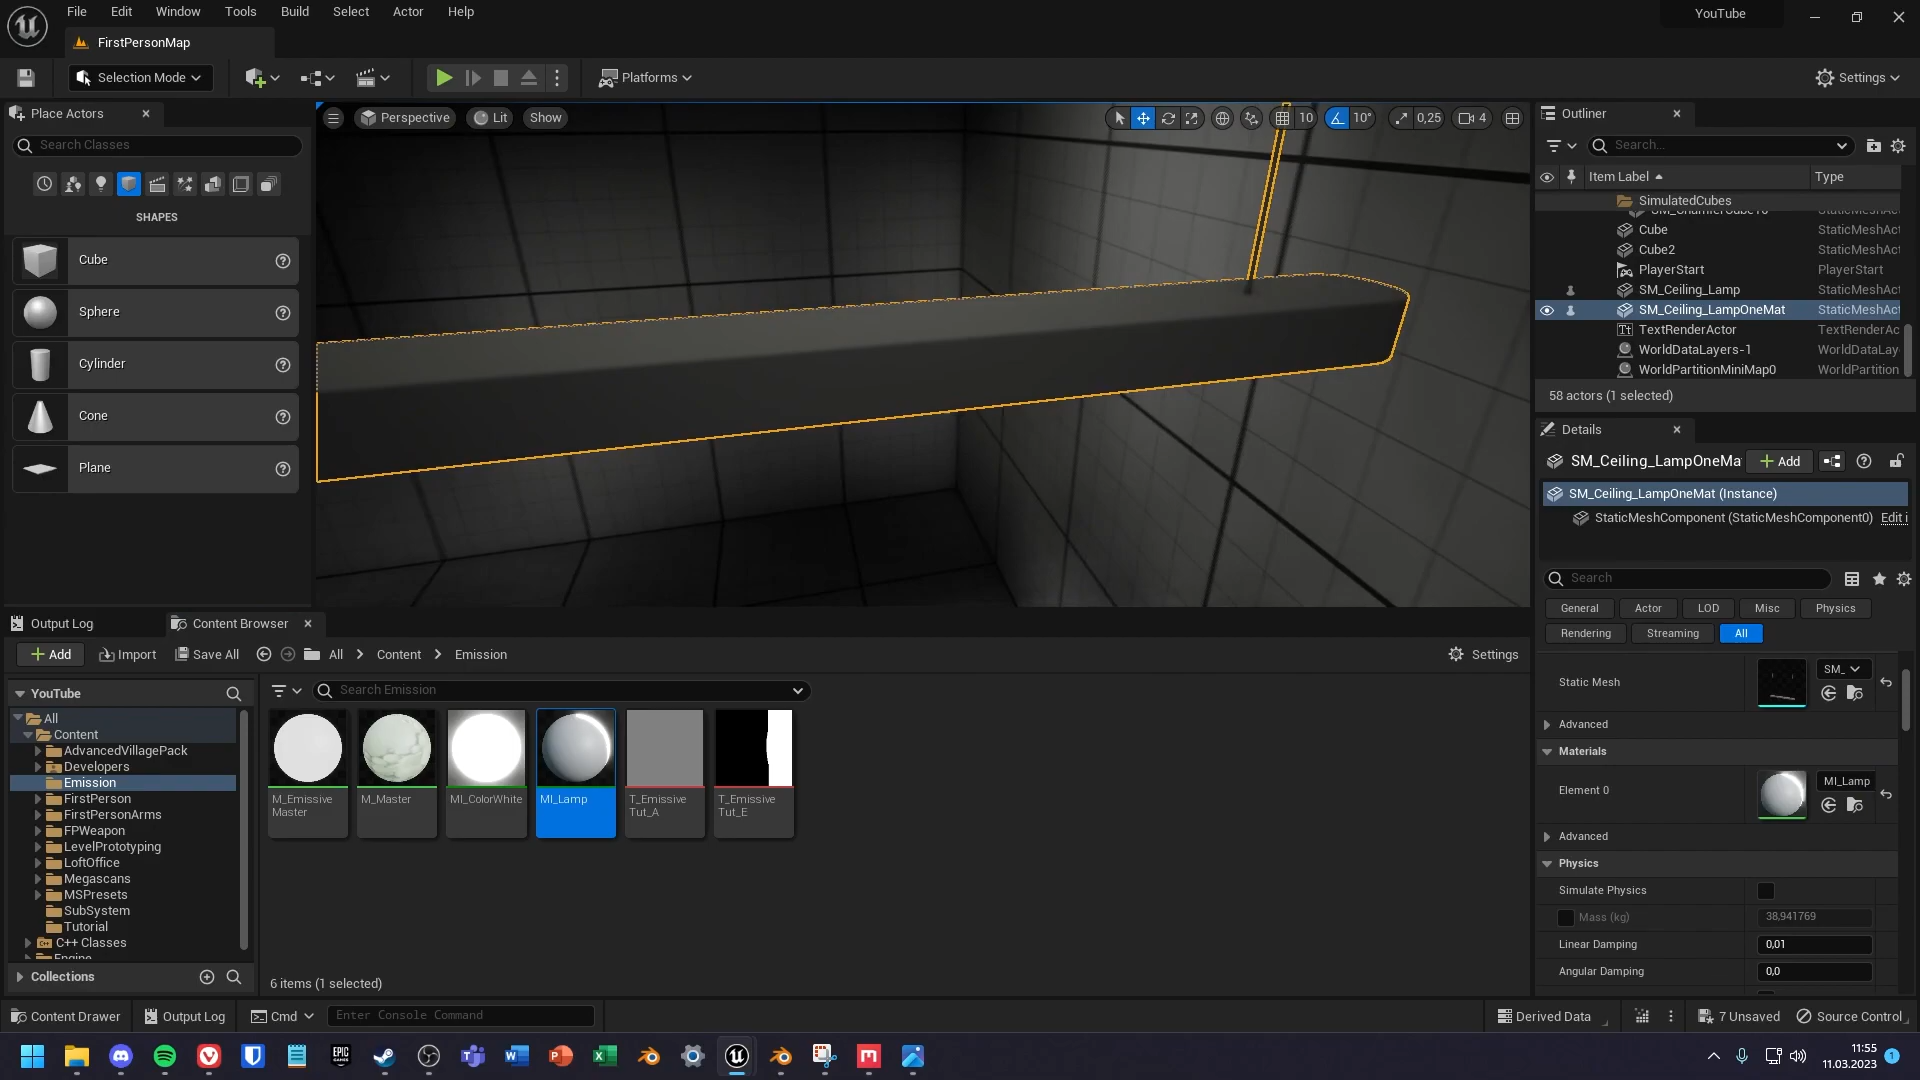 File Edit Window Tools Build Select Actor Help
YouTube
FirstPersonMap
Selection Mode
Platforms
Settings
Place Actors
Search Classes
SHAPES
Cube
Sphere
Cylinder
Cone
Plane
Perspective Lit Show
10 10° 0,25 4
Outliner
Search...
Item Label Type
SimulatedCubes
Cube StaticMeshAct
Cube2 StaticMeshAct
PlayerStart PlayerStart
SM_Ceiling_Lamp StaticMeshAct
SM_Ceiling_LampOneMat StaticMeshAct
TextRenderActor TextRenderAc
WorldDataLayers-1 WorldDataLay
WorldPartitionMiniMap0 WorldPartition
58 actors (1 selected)
Details
SM_Ceiling_LampOneMa
Add
SM_Ceiling_LampOneMat (Instance)
StaticMeshComponent (StaticMeshComponent0) Edit i
Search
General Actor LOD Misc Physics
Rendering Streaming All
Static Mesh SM_
Advanced
Materials
Element 0 MI_Lamp
Advanced
Physics
Simulate Physics
Mass (kg) 38,941769
Linear Damping 0,01
Angular Damping 0,0
Output Log Content Browser
Add Import Save All All Content Emission Settings
YouTube
Search Emission
All
Content
AdvancedVillagePack
Developers
Emission
FirstPerson
FirstPersonArms
FPWeapon
LevelPrototyping
LoftOffice
Megascans
MSPresets
SubSystem
Tutorial
C++ Classes
Engine
Collections
M_Emissive
Master
M_Master
MI_ColorWhite
MI_Lamp
T_Emissive
Tut_A
T_Emissive
Tut_E
6 items (1 selected)
Content Drawer Output Log Cmd Enter Console Command
Derived Data 7 Unsaved Source Control
EPIC
GAMES
11:55
11.03.2023
1